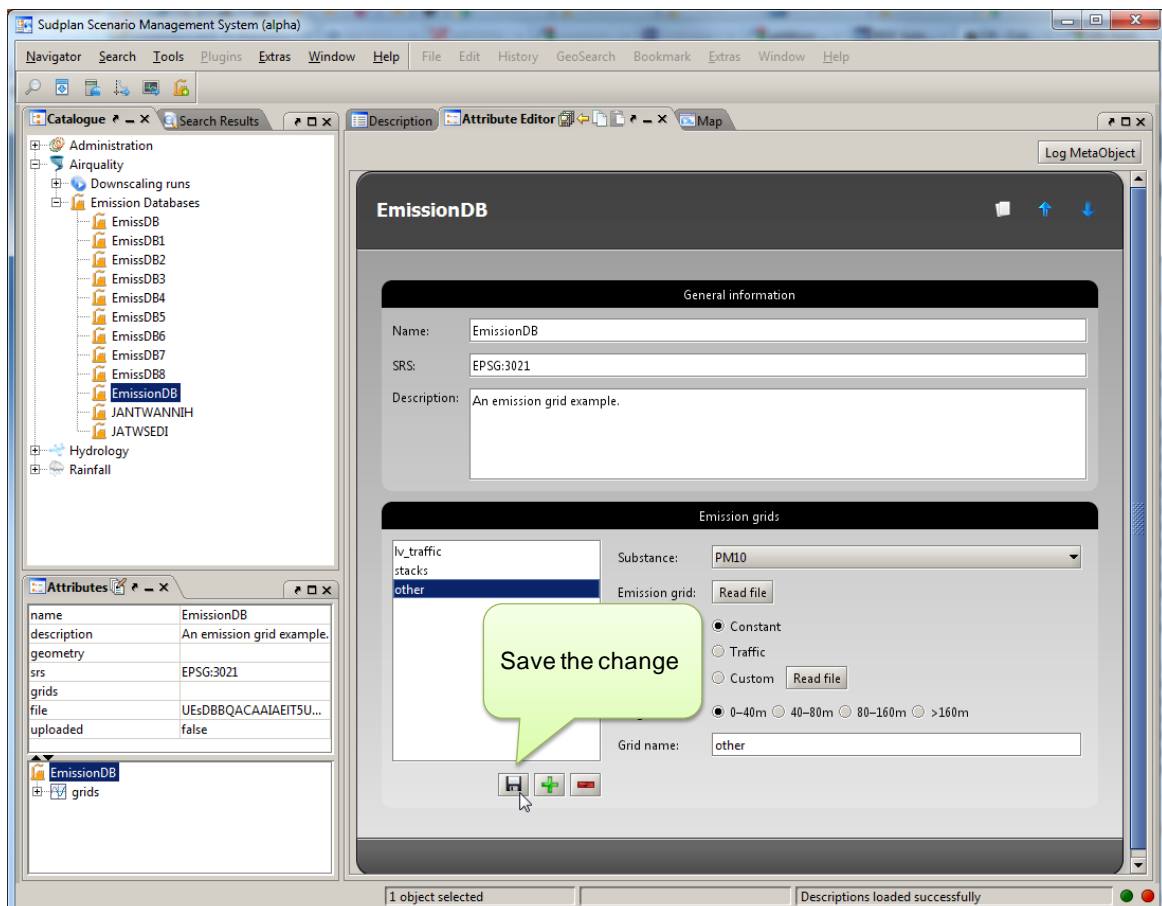 Sudplan Scenario Management System (alpha)
Navigator Search Tools Plugins Extras Window Help File Edit History GeoSearch Bookmark Extras Window Help
Catalogue Search Results
Description Attribute Editor Map
Log MetaObject
Administration
Airquality
Downscaling runs
Emission Databases
EmissDB
EmissDB1
EmissDB2
EmissDB3
EmissDB4
EmissDB5
EmissDB6
EmissDB7
EmissDB8
EmissionDB
JANTWANNIH
JATWSEDI
Hydrology
Rainfall
Attributes
name EmissionDB
description An emission grid example.
geometry
srs EPSG:3021
grids
file UEsDBBQACAAIAEIT5U...
uploaded false
EmissionDB
grids
EmissionDB
General information
Name: EmissionDB
SRS: EPSG:3021
Description: An emission grid example.
Emission grids
lv_traffic
stacks
other
Substance: PM10
Emission grid: Read file
Constant
Traffic
Custom Read file
0–40m 40–80m 80–160m >160m
Grid name: other
Save the change
1 object selected
Descriptions loaded successfully